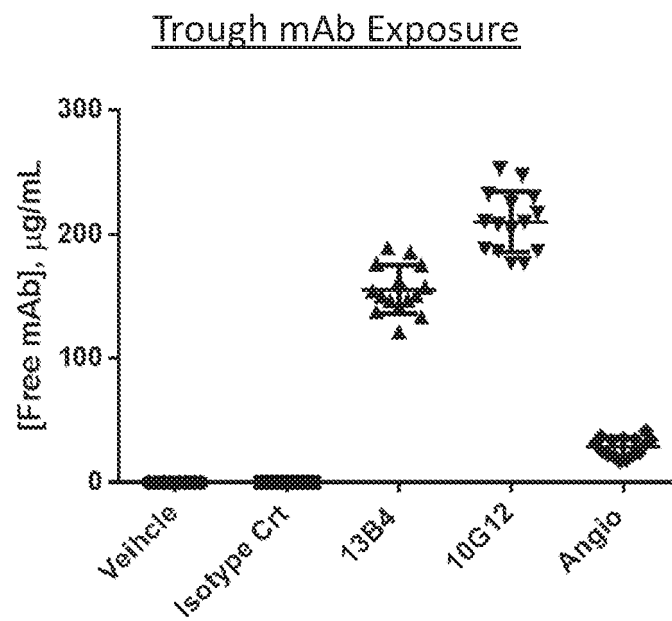 Trough mAb Exposure
[Free mAb], µg/mL
300
200
100
0
Veihcle
Isotype Crt
13B4
10G12
Angio